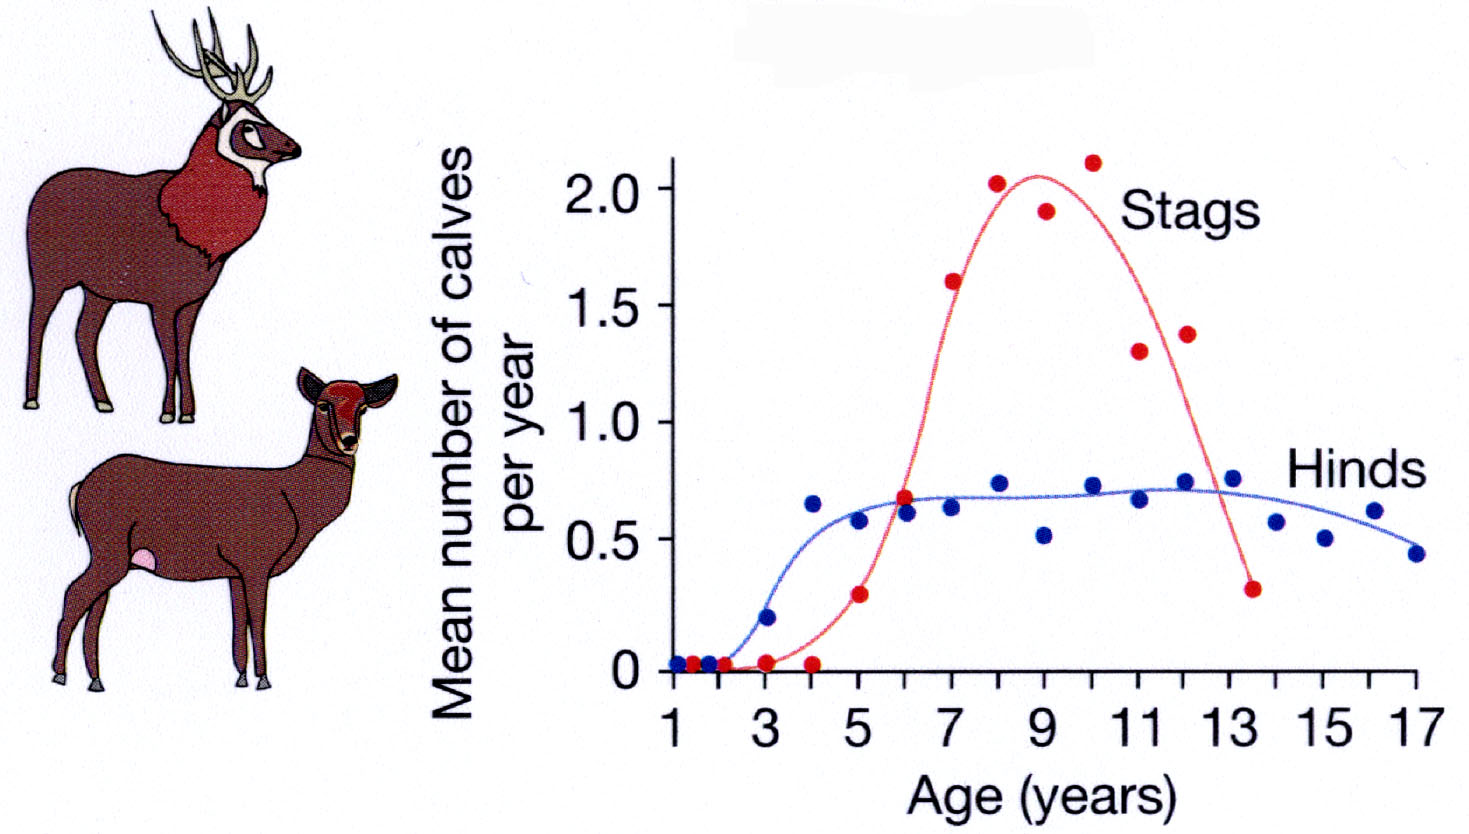 Mean number of calves
per year
2.0
1.5
1.0
0.5
0
Stags
Hinds
1 3 5 7 9 11 13 15 17
Age (years)